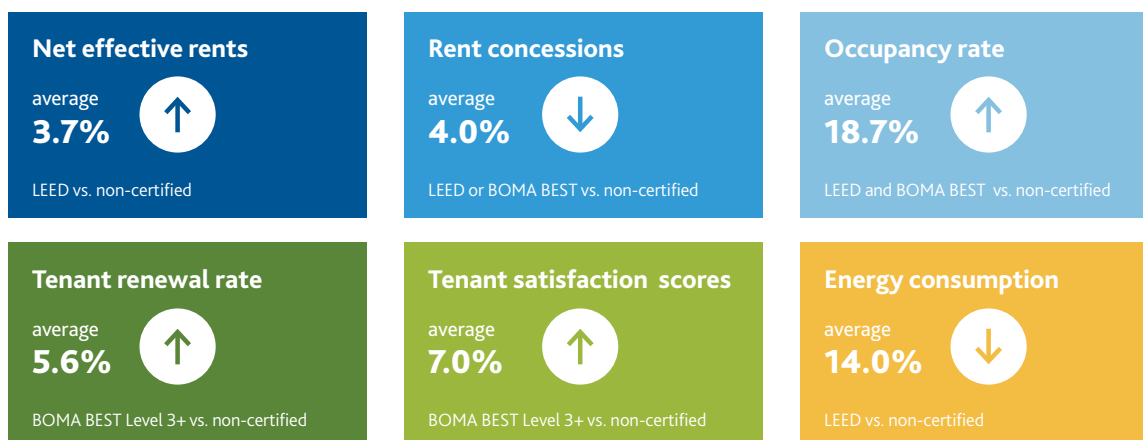 Net effective rents
average
3.7%
LEED vs. non-certified
Rent concessions
average
4.0%
LEED or BOMA BEST vs. non-certified
Occupancy rate
average
18.7%
LEED and BOMA BEST vs. non-certified
Tenant renewal rate
average
5.6%
BOMA BEST Level 3+ vs. non-certified
Tenant satisfaction scores
average
7.0%
BOMA BEST Level 3+ vs. non-certified
Energy consumption
average
14.0%
LEED vs. non-certified